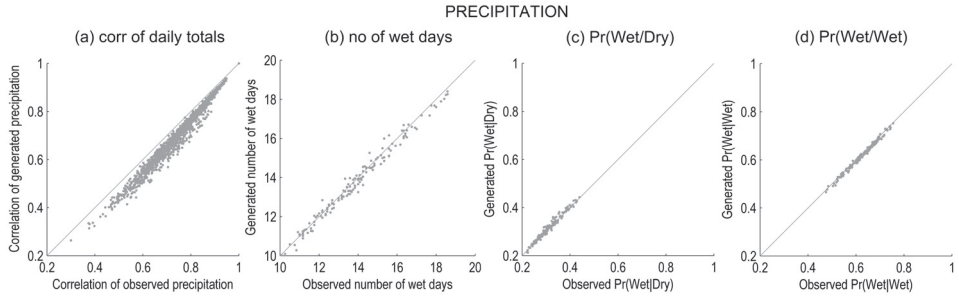 PRECIPITATION
(a) corr of daily totals
(b) no of wet days
(c) Pr(Wet/Dry)
(d) Pr(Wet/Wet)
Correlation of generated precipitation
1
0.8
0.6
0.4
0.2
0.2 0.4 0.6 0.8 1
Correlation of observed precipitation
Generated number of wet days
20
18
16
14
12
10
10 12 14 16 18 20
Observed number of wet days
Generated Pr(Wet|Dry)
1
0.8
0.6
0.4
0.2
0.2 0.4 0.6 0.8 1
Observed Pr(Wet|Dry)
Generated Pr(Wet|Wet)
1
0.8
0.6
0.4
0.2
0.2 0.4 0.6 0.8 1
Observed Pr(Wet|Wet)